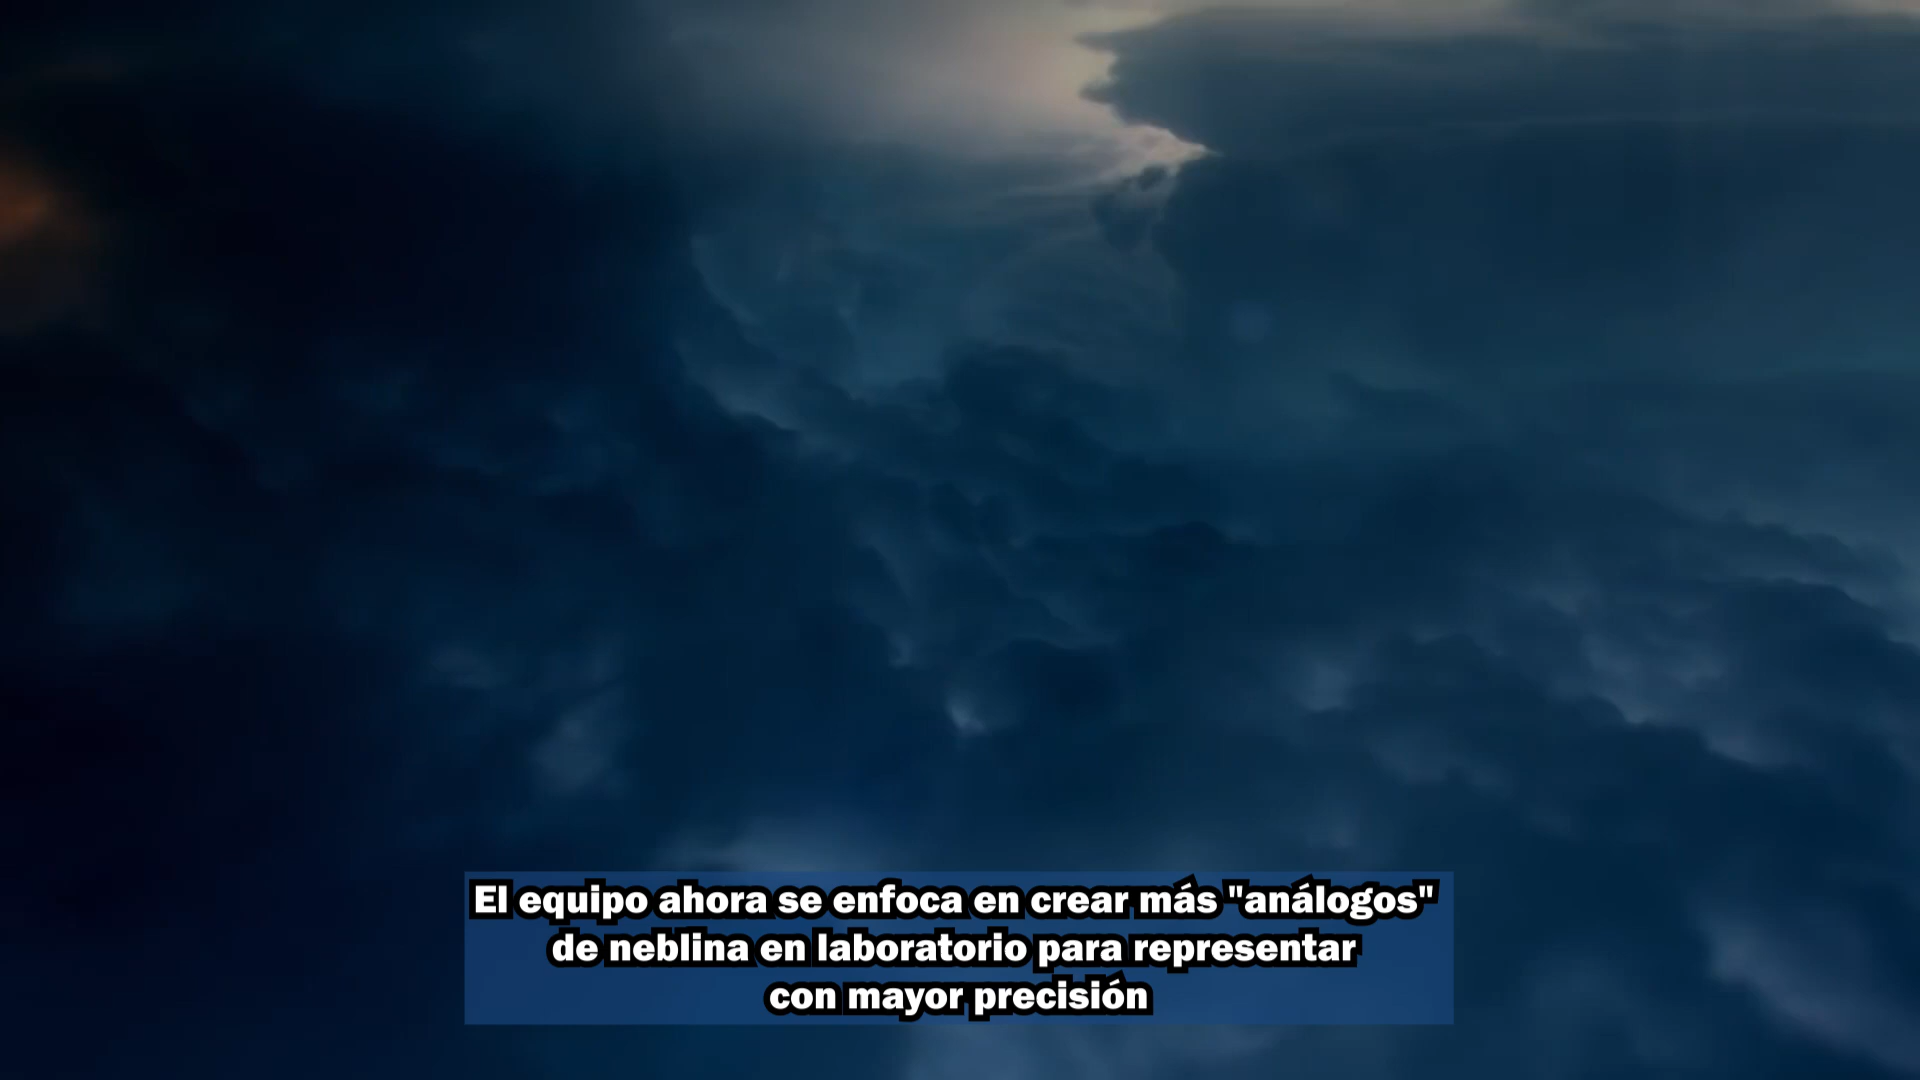 El equipo ahora se enfoca en crear más "análogos"
de neblina en laboratorio para representar
con mayor precisión